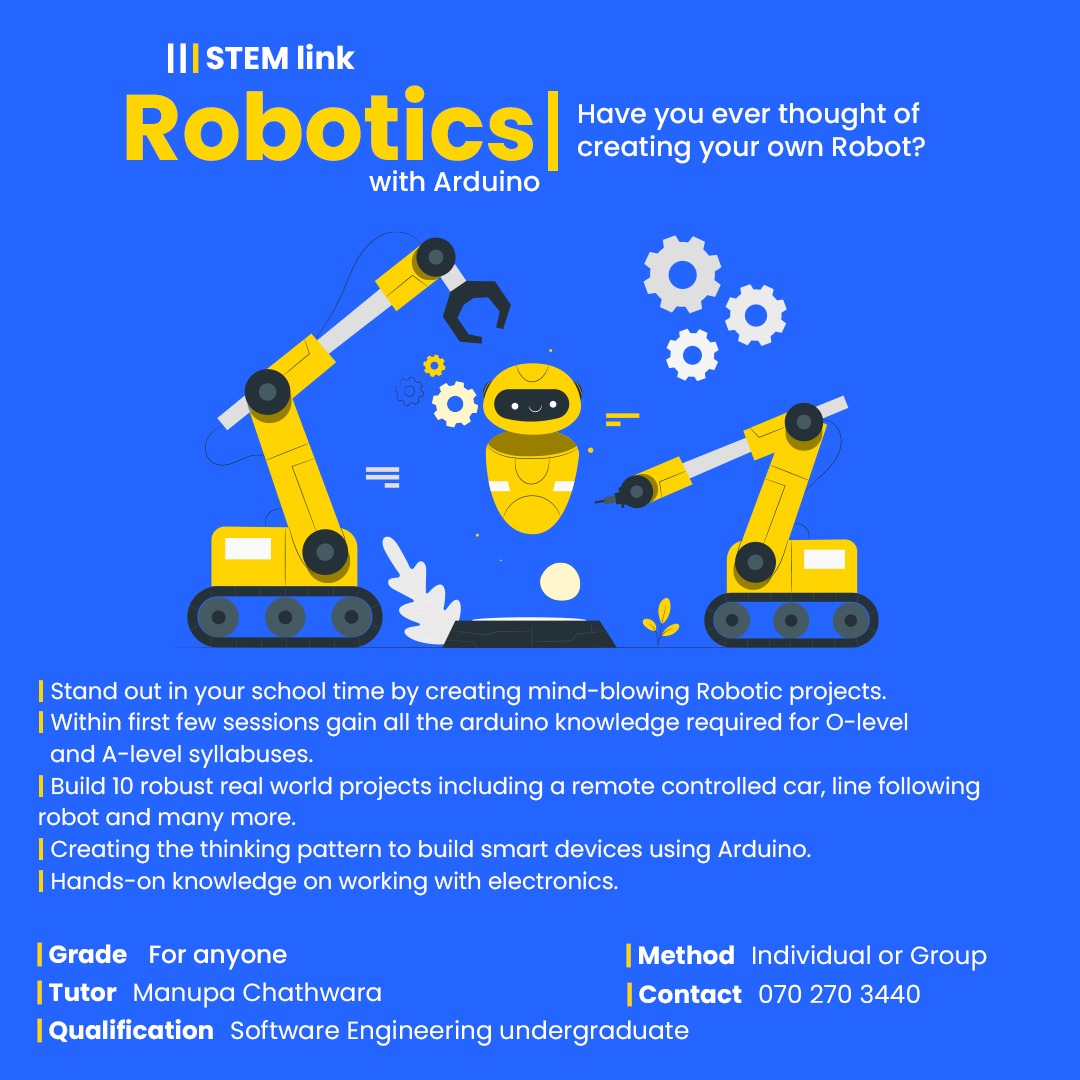 STEM link
Robotics
with Arduino
Have you ever thought of
creating your own Robot?
Stand out in your school time by creating mind-blowing Robotic projects.
Within first few sessions gain all the arduino knowledge required for O-level
and A-level syllabuses.
Build 10 robust real world projects including a remote controlled car, line following
robot and many more.
Creating the thinking pattern to build smart devices using Arduino.
Hands-on knowledge on working with electronics.
Grade For anyone
Tutor Manupa Chathwara
Qualification Software Engineering undergraduate
Method Individual or Group
Contact 070 270 3440